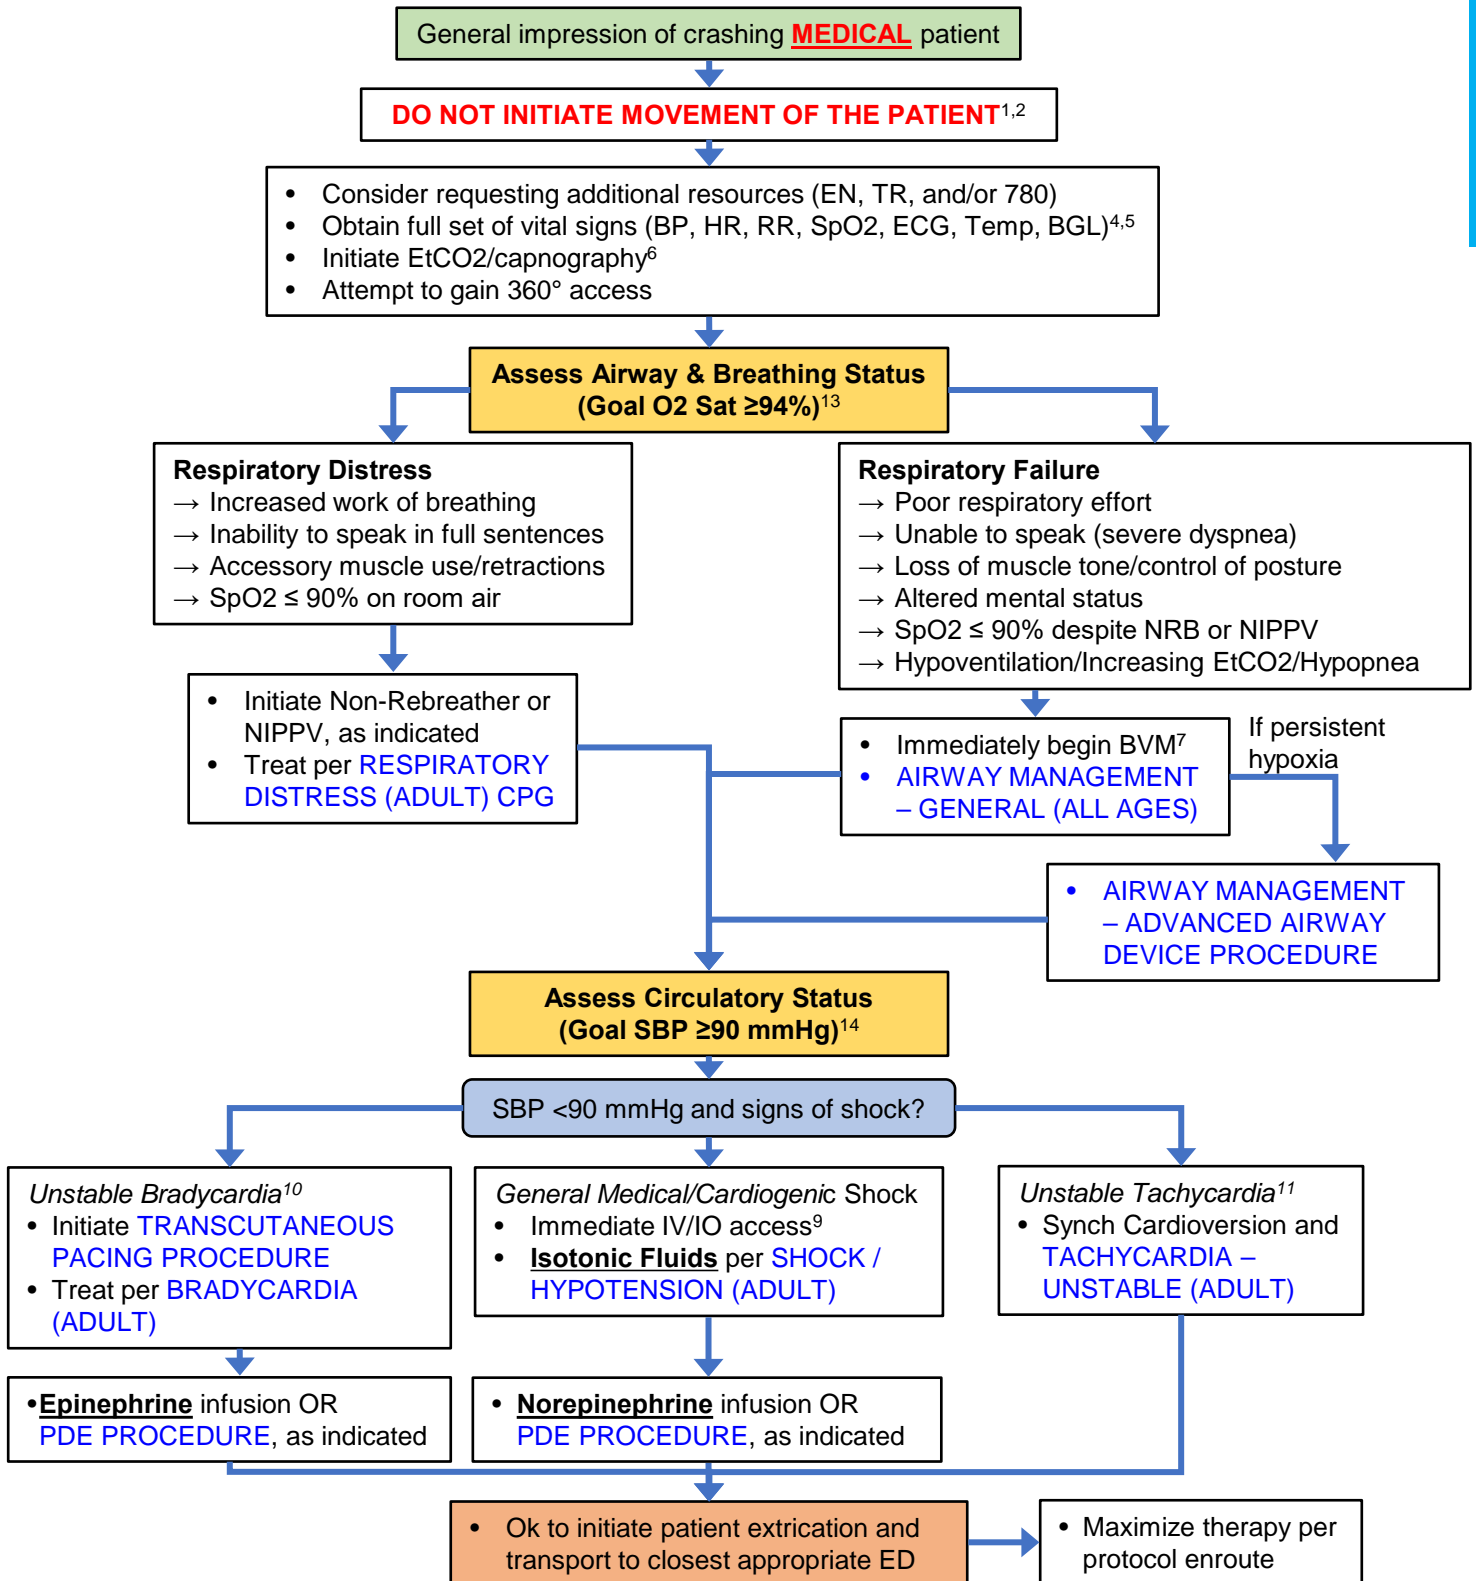 General impression of crashing MEDICAL patient
DO NOT INITIATE MOVEMENT OF THE PATIENT1,2
• Consider requesting additional resources (EN, TR, and/or 780)
• Obtain full set of vital signs (BP, HR, RR, SpO2, ECG, Temp, BGL)4,5
• Initiate EtCO2/capnography6
• Attempt to gain 360° access
Assess Airway & Breathing Status
(Goal O2 Sat ≥94%)13
Respiratory Distress
→ Increased work of breathing
→ Inability to speak in full sentences
→ Accessory muscle use/retractions
→ SpO2 ≤ 90% on room air
Respiratory Failure
→ Poor respiratory effort
→ Unable to speak (severe dyspnea)
→ Loss of muscle tone/control of posture
→ Altered mental status
→ SpO2 ≤ 90% despite NRB or NIPPV
→ Hypoventilation/Increasing EtCO2/Hypopnea
• Initiate Non-Rebreather or
NIPPV, as indicated
• Treat per RESPIRATORY
DISTRESS (ADULT) CPG
• Immediately begin BVM7
• AIRWAY MANAGEMENT
– GENERAL (ALL AGES)
If persistent
hypoxia
• AIRWAY MANAGEMENT
– ADVANCED AIRWAY
DEVICE PROCEDURE
Assess Circulatory Status
(Goal SBP ≥90 mmHg)14
SBP <90 mmHg and signs of shock?
Unstable Bradycardia10
• Initiate TRANSCUTANEOUS
PACING PROCEDURE
• Treat per BRADYCARDIA
(ADULT)
General Medical/Cardiogenic Shock
• Immediate IV/IO access9
• Isotonic Fluids per SHOCK /
HYPOTENSION (ADULT)
Unstable Tachycardia11
• Synch Cardioversion and
TACHYCARDIA –
UNSTABLE (ADULT)
• Epinephrine infusion OR
PDE PROCEDURE, as indicated
• Norepinephrine infusion OR
PDE PROCEDURE, as indicated
• Ok to initiate patient extrication and
transport to closest appropriate ED
• Maximize therapy per
protocol enroute